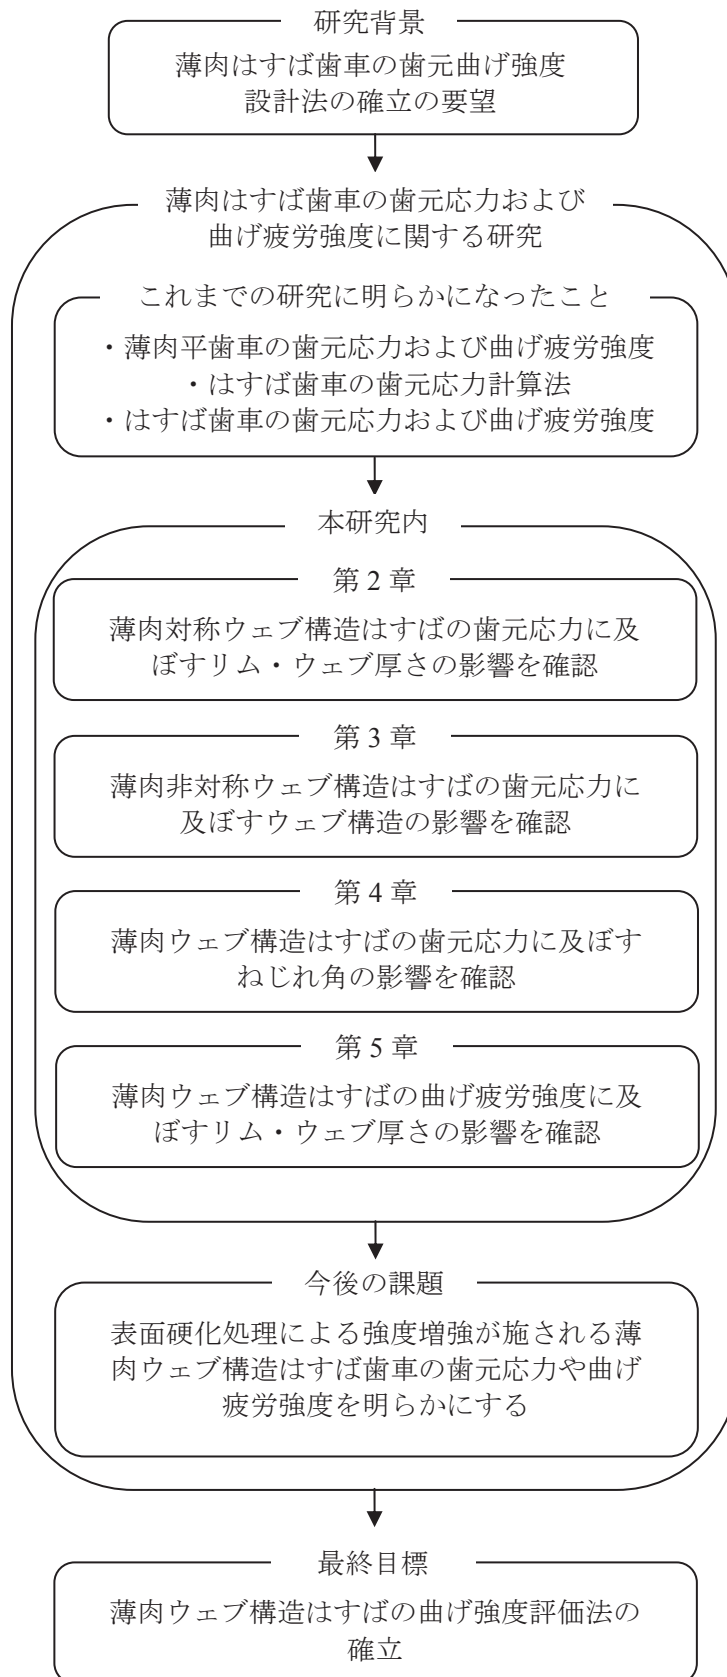 研究背景
薄肉はすば歯車の歯元曲げ強度
設計法の確立の要望
薄肉はすば歯車の歯元応力および
曲げ疲労強度に関する研究
これまでの研究に明らかになったこと
・薄肉平歯車の歯元応力および曲げ疲労強度
・はすば歯車の歯元応力計算法
・はすば歯車の歯元応力および曲げ疲労強度
本研究内
第 2 章
薄肉対称ウェブ構造はすばの歯元応力に及
ぼすリム・ウェブ厚さの影響を確認
第 3 章
薄肉非対称ウェブ構造はすばの歯元応力に
及ぼすウェブ構造の影響を確認
第 4 章
薄肉ウェブ構造はすばの歯元応力に及ぼす
ねじれ角の影響を確認
第 5 章
薄肉ウェブ構造はすばの曲げ疲労強度に及
ぼすリム・ウェブ厚さの影響を確認
今後の課題
表面硬化処理による強度増強が施される薄
肉ウェブ構造はすば歯車の歯元応力や曲げ
疲労強度を明らかにする
最終目標
薄肉ウェブ構造はすばの曲げ強度評価法の
確立